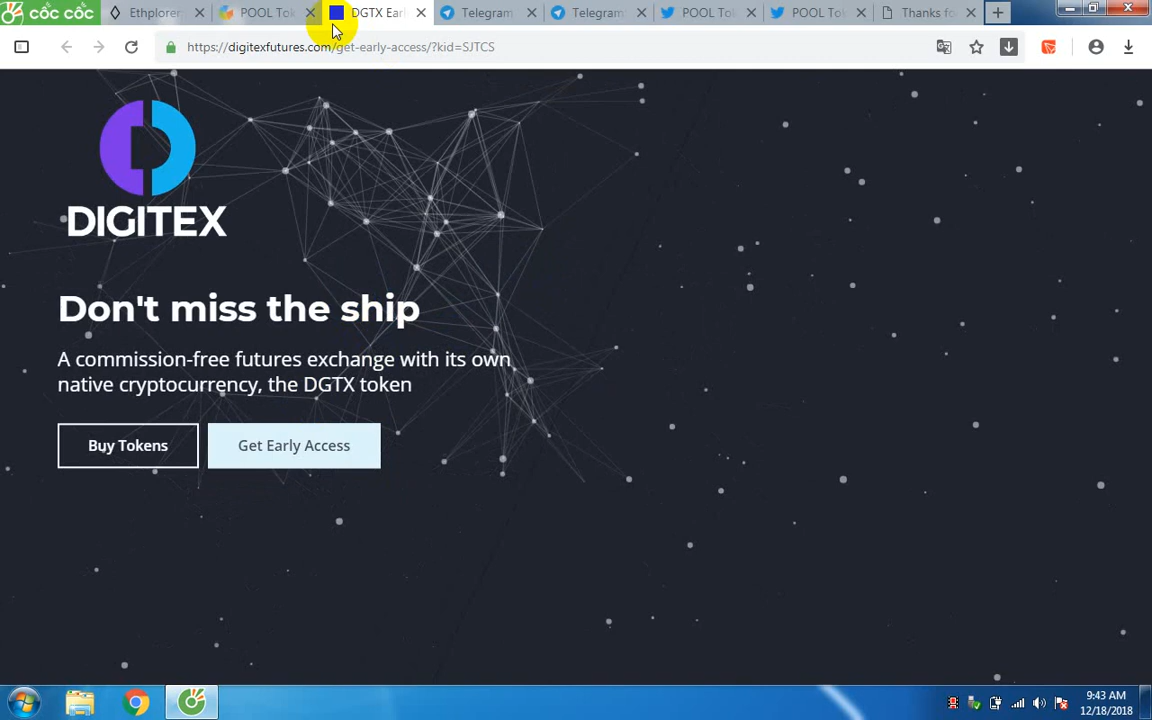 cốc cốc
Ethplorer
POOL Tok
DGTX Earl
Telegram
Telegram
POOL Tok
POOL Tok
Thanks fo
https://digitexfutures.com/get-early-access/?kid=SJTCS
DIGITEX
Don't miss the ship
A commission-free futures exchange with its own
native cryptocurrency, the DGTX token
Buy Tokens
Get Early Access
9:43 AM
12/18/2018